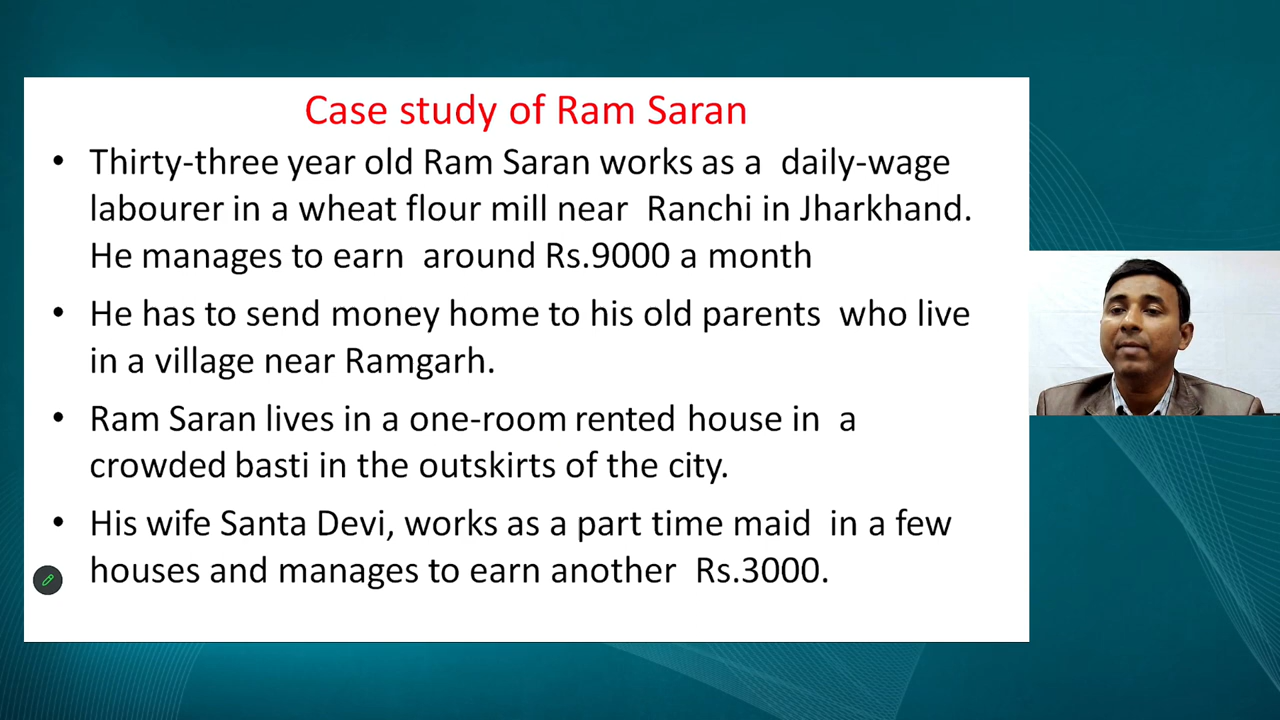 Case study of Ram Saran
• Thirty-three year old Ram Saran works as a daily-wage
labourer in a wheat flour mill near Ranchi in Jharkhand.
He manages to earn around Rs.9000 a month
• He has to send money home to his old parents who live
in a village near Ramgarh.
• Ram Saran lives in a one-room rented house in a
crowded basti in the outskirts of the city.
• His wife Santa Devi, works as a part time maid in a few
houses and manages to earn another Rs.3000.